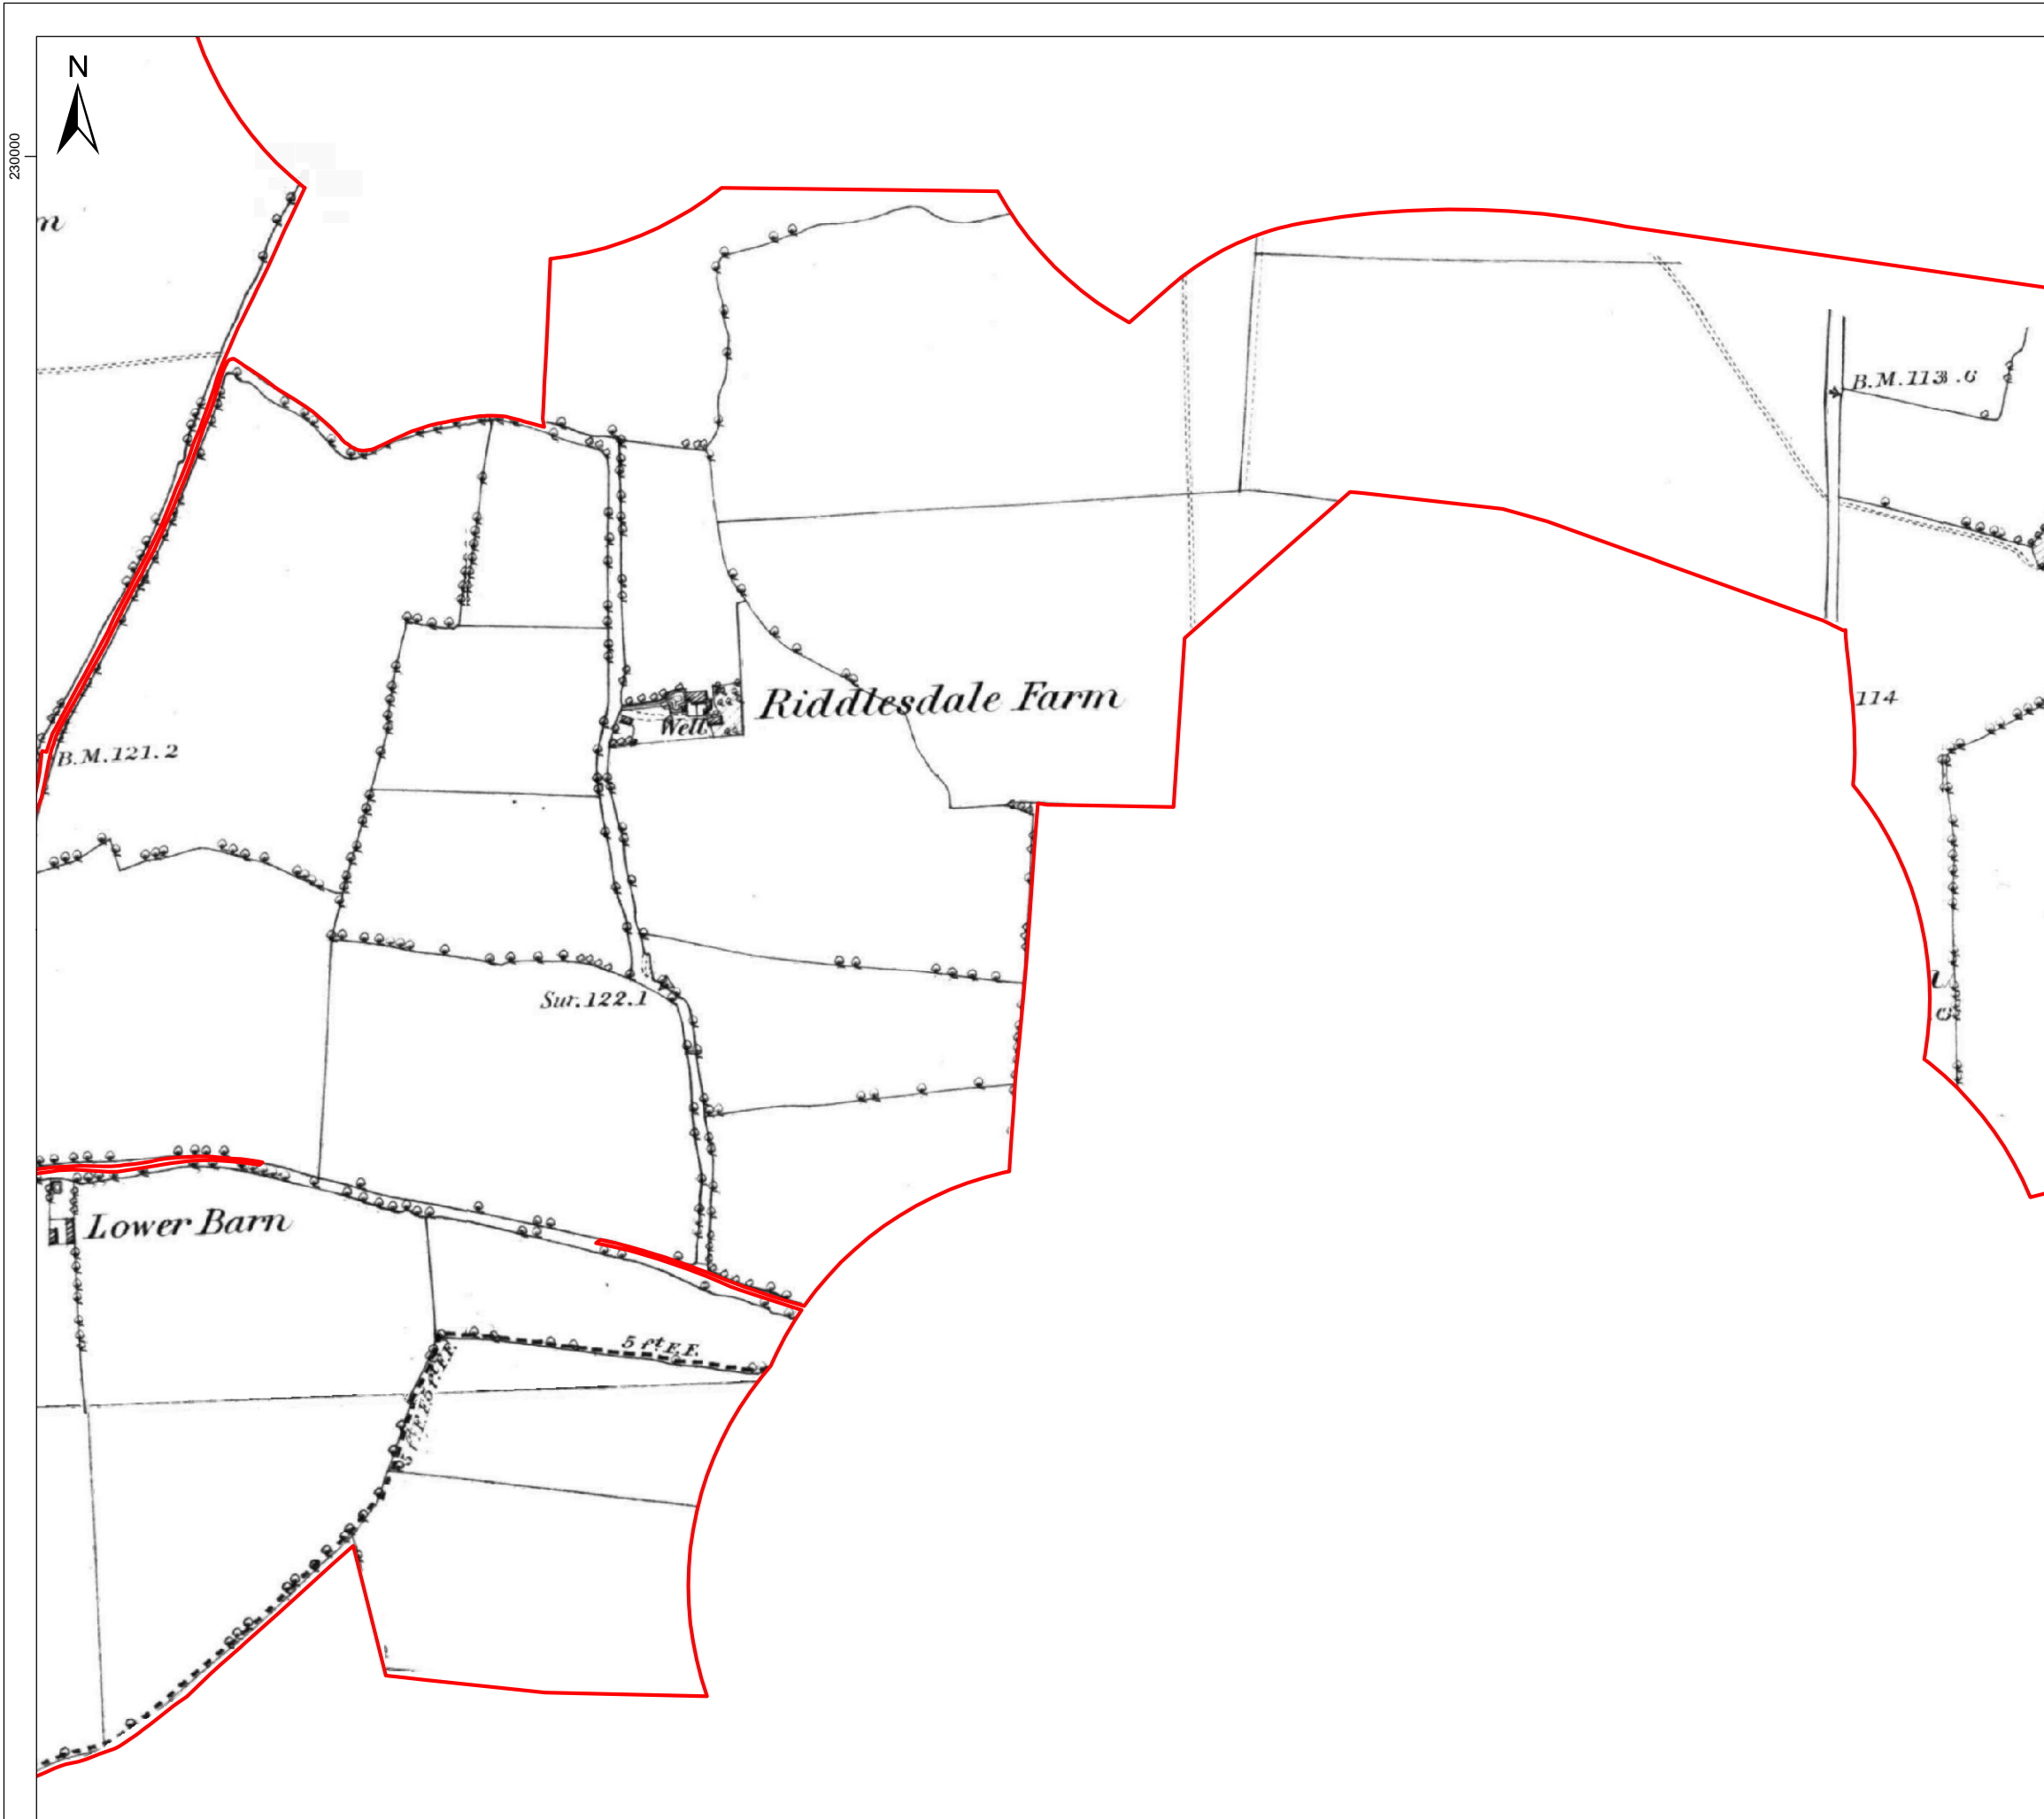 N
230000
n
B.M.113.6
Riddlesdale Farm
Well
114
B.M.121.2
Sur.122.1
Lower Barn
5 ft F.F.